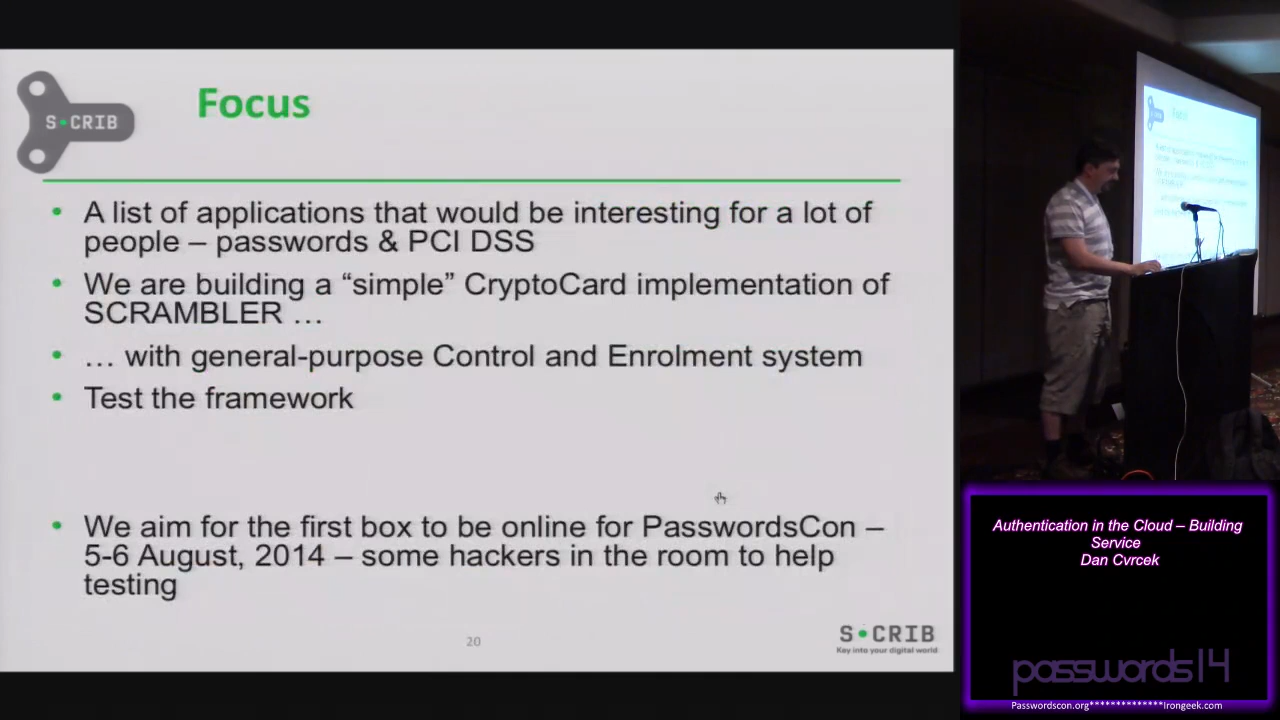 S•CRIB
Focus
• A list of applications that would be interesting for a lot of
people – passwords & PCI DSS
• We are building a “simple” CryptoCard implementation of
SCRAMBLER …
• … with general-purpose Control and Enrolment system
• Test the framework
• We aim for the first box to be online for PasswordsCon –
5-6 August, 2014 – some hackers in the room to help
testing
20
S•CRIB
Key into your digital world
Focus
Authentication in the Cloud – Building
Service
Dan Cvrcek
passwords14
Passwordscon.org**************Irongeek.com